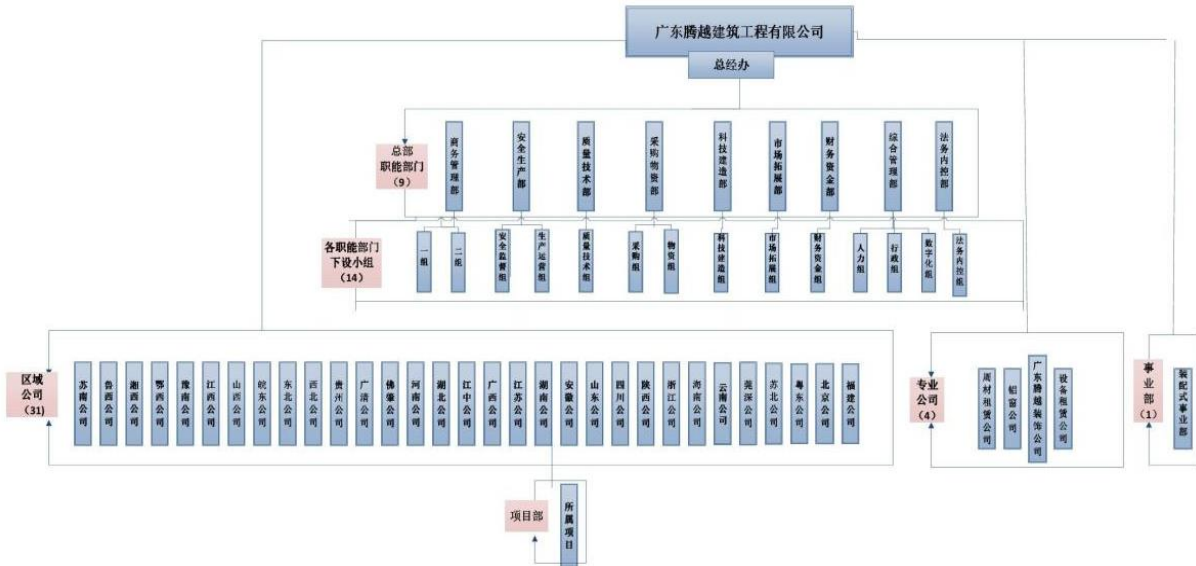 广东腾越建筑工程有限公司
总经办
总部
职能部门
（9）
商务管理部
安全生产部
质量技术部
采购物资部
科技建造部
市场拓展部
财务资金部
综合管理部
法务内控部
各职能部门
下设小组
（14）
一组
二组
安全监督组
生产运营组
质量技术组
采购组
物资组
科技建造组
市场拓展组
财务资金组
人力组
行政组
数字化组
法务内控组
区域
公司
（31）
苏南公司
鲁西公司
湘西公司
鄂西公司
豫南公司
江西公司
山西公司
皖东公司
东北公司
西北公司
贵州公司
广清公司
佛肇公司
河南公司
湖北公司
江中公司
广西公司
江苏公司
湖南公司
安徽公司
山东公司
四川公司
陕西公司
浙江公司
海南公司
云南公司
莞深公司
苏北公司
粤东公司
北京公司
福建公司
专业
公司
（4）
周材租赁公司
铝窗公司
广东腾越装饰公司
设备租赁公司
事业
部
（1）
装配式事业部
项目部
所属项目